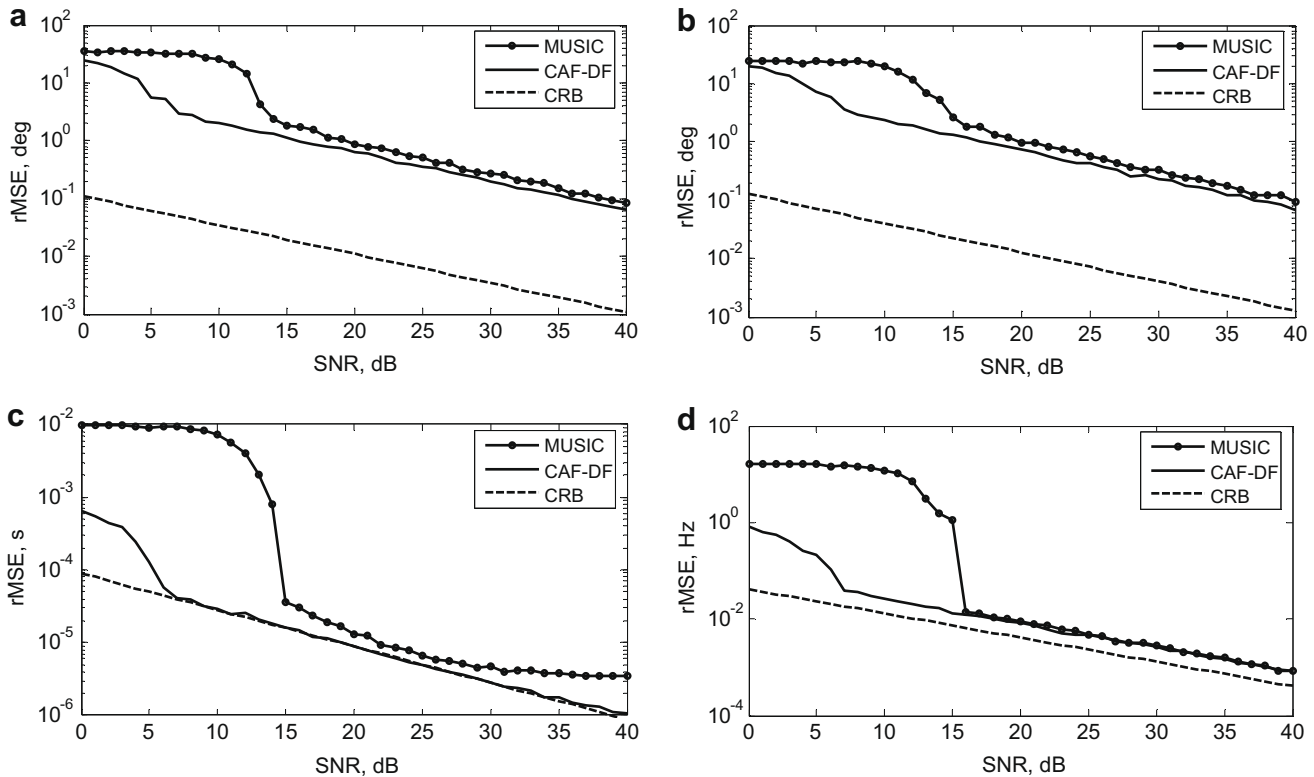 a
rMSE, deg
10^2
10^1
10^0
10^-1
10^-2
10^-3
0 5 10 15 20 25 30 35 40
SNR, dB
MUSIC
CAF-DF
CRB
b
rMSE, deg
10^2
10^1
10^0
10^-1
10^-2
10^-3
0 5 10 15 20 25 30 35 40
SNR, dB
MUSIC
CAF-DF
CRB
c
rMSE, s
10^-2
10^-3
10^-4
10^-5
10^-6
0 5 10 15 20 25 30 35 40
SNR, dB
MUSIC
CAF-DF
CRB
d
rMSE, Hz
10^2
10^0
10^-2
10^-4
0 5 10 15 20 25 30 35 40
SNR, dB
MUSIC
CAF-DF
CRB